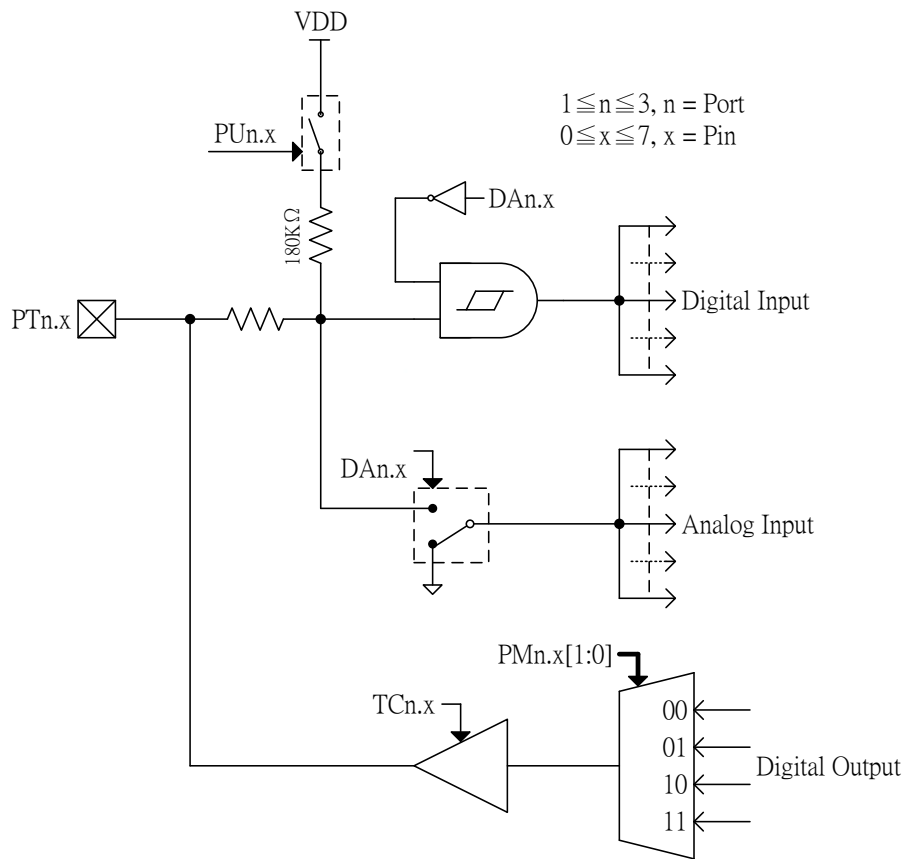 VDD
1≦n≦3, n = Port
0≦x≦7, x = Pin
PUn.x
DAn.x
180KΩ
PTn.x
Digital Input
DAn.x
Analog Input
PMn.x[1:0]
TCn.x
00
01
10
11
Digital Output